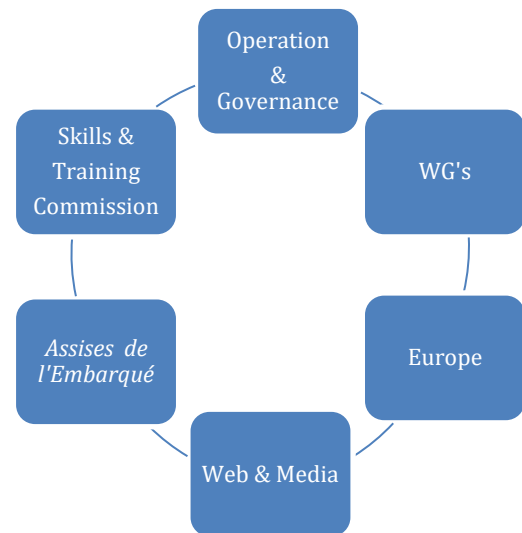 Operation
&
Governance
WG's
Europe
Web & Media
Assises de
l'Embarqué
Skills &
Training
Commission